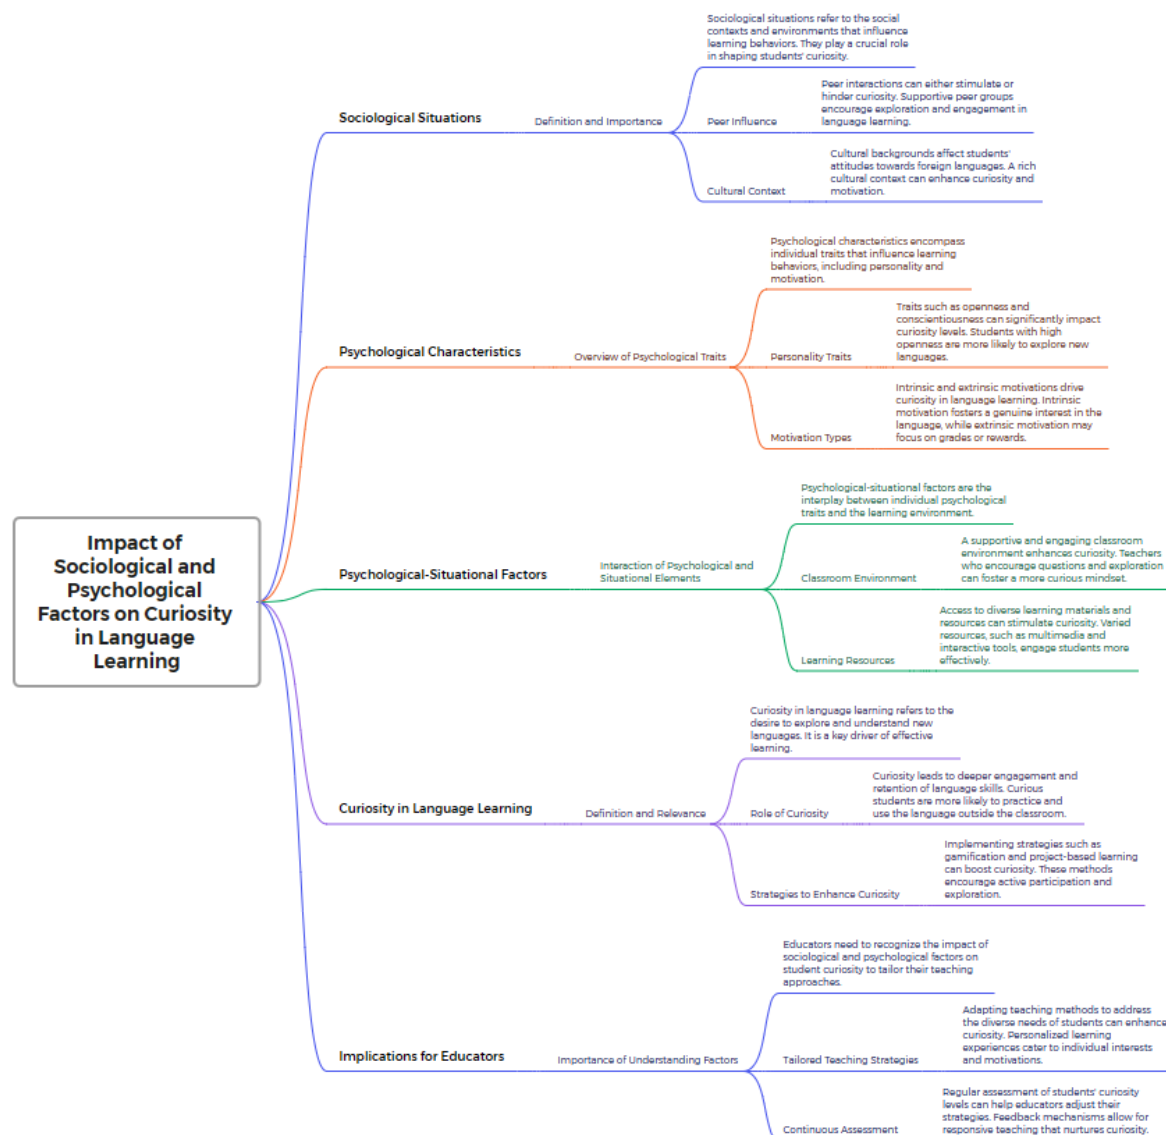 Impact of
Sociological and
Psychological
Factors on Curiosity
in Language
Learning
Sociological Situations
Definition and Importance
Sociological situations refer to the social
contexts and environments that influence
learning behaviors. They play a crucial role
in shaping students' curiosity.
Peer Influence
Peer interactions can either stimulate or
hinder curiosity. Supportive peer groups
encourage exploration and engagement in
language learning.
Cultural Context
Cultural backgrounds affect students'
attitudes towards foreign languages. A rich
cultural context can enhance curiosity and
motivation.
Psychological Characteristics
Overview of Psychological Traits
Psychological characteristics encompass
individual traits that influence learning
behaviors, including personality and
motivation.
Personality Traits
Traits such as openness and
conscientiousness can significantly impact
curiosity levels. Students with high
openness are more likely to explore new
languages.
Motivation Types
Intrinsic and extrinsic motivations drive
curiosity in language learning. Intrinsic
motivation fosters a genuine interest in the
language, while extrinsic motivation may
focus on grades or rewards.
Psychological-Situational Factors
Interaction of Psychological and
Situational Elements
Psychological-situational factors are the
interplay between individual psychological
traits and the learning environment.
Classroom Environment
A supportive and engaging classroom
environment enhances curiosity. Teachers
who encourage questions and exploration
can foster a more curious mindset.
Learning Resources
Access to diverse learning materials and
resources can stimulate curiosity. Varied
resources, such as multimedia and
interactive tools, engage students more
effectively.
Curiosity in Language Learning
Definition and Relevance
Curiosity in language learning refers to the
desire to explore and understand new
languages. It is a key driver of effective
learning.
Role of Curiosity
Curiosity leads to deeper engagement and
retention of language skills. Curious
students are more likely to practice and
use the language outside the classroom.
Strategies to Enhance Curiosity
Implementing strategies such as
gamification and project-based learning
can boost curiosity. These methods
encourage active participation and
exploration.
Implications for Educators
Importance of Understanding Factors
Educators need to recognize the impact of
sociological and psychological factors on
student curiosity to tailor their teaching
approaches.
Tailored Teaching Strategies
Adapting teaching methods to address
the diverse needs of students can enhance
curiosity. Personalized learning
experiences cater to individual interests
and motivations.
Continuous Assessment
Regular assessment of students' curiosity
levels can help educators adjust their
strategies. Feedback mechanisms allow for
responsive teaching that nurtures curiosity.